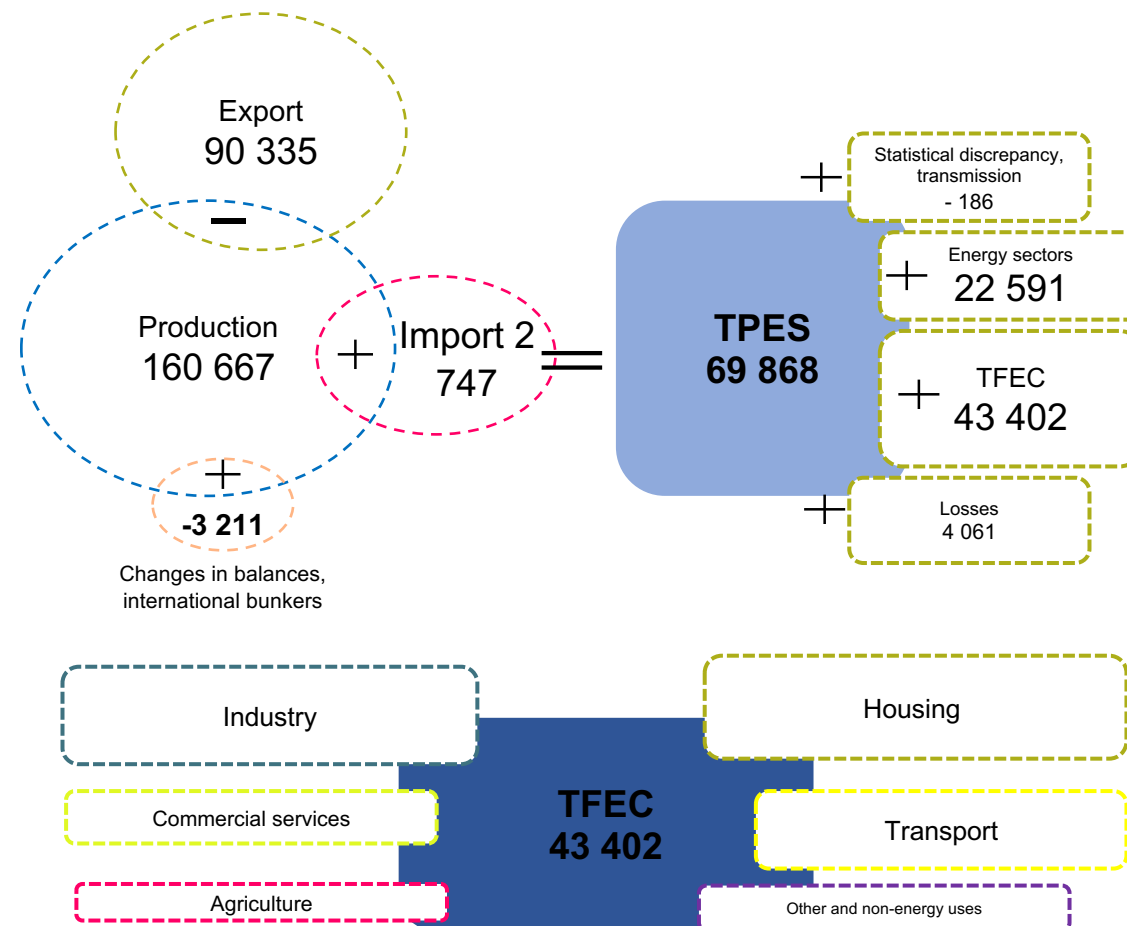 Export
90 335
Production
160 667
Import 2
747
-3 211
Changes in balances,
international bunkers
TPES
69 868
Statistical discrepancy,
transmission
- 186
Energy sectors
22 591
TFEC
43 402
Losses
4 061
Industry
Housing
Commercial services
TFEC
43 402
Transport
Agriculture
Other and non-energy uses